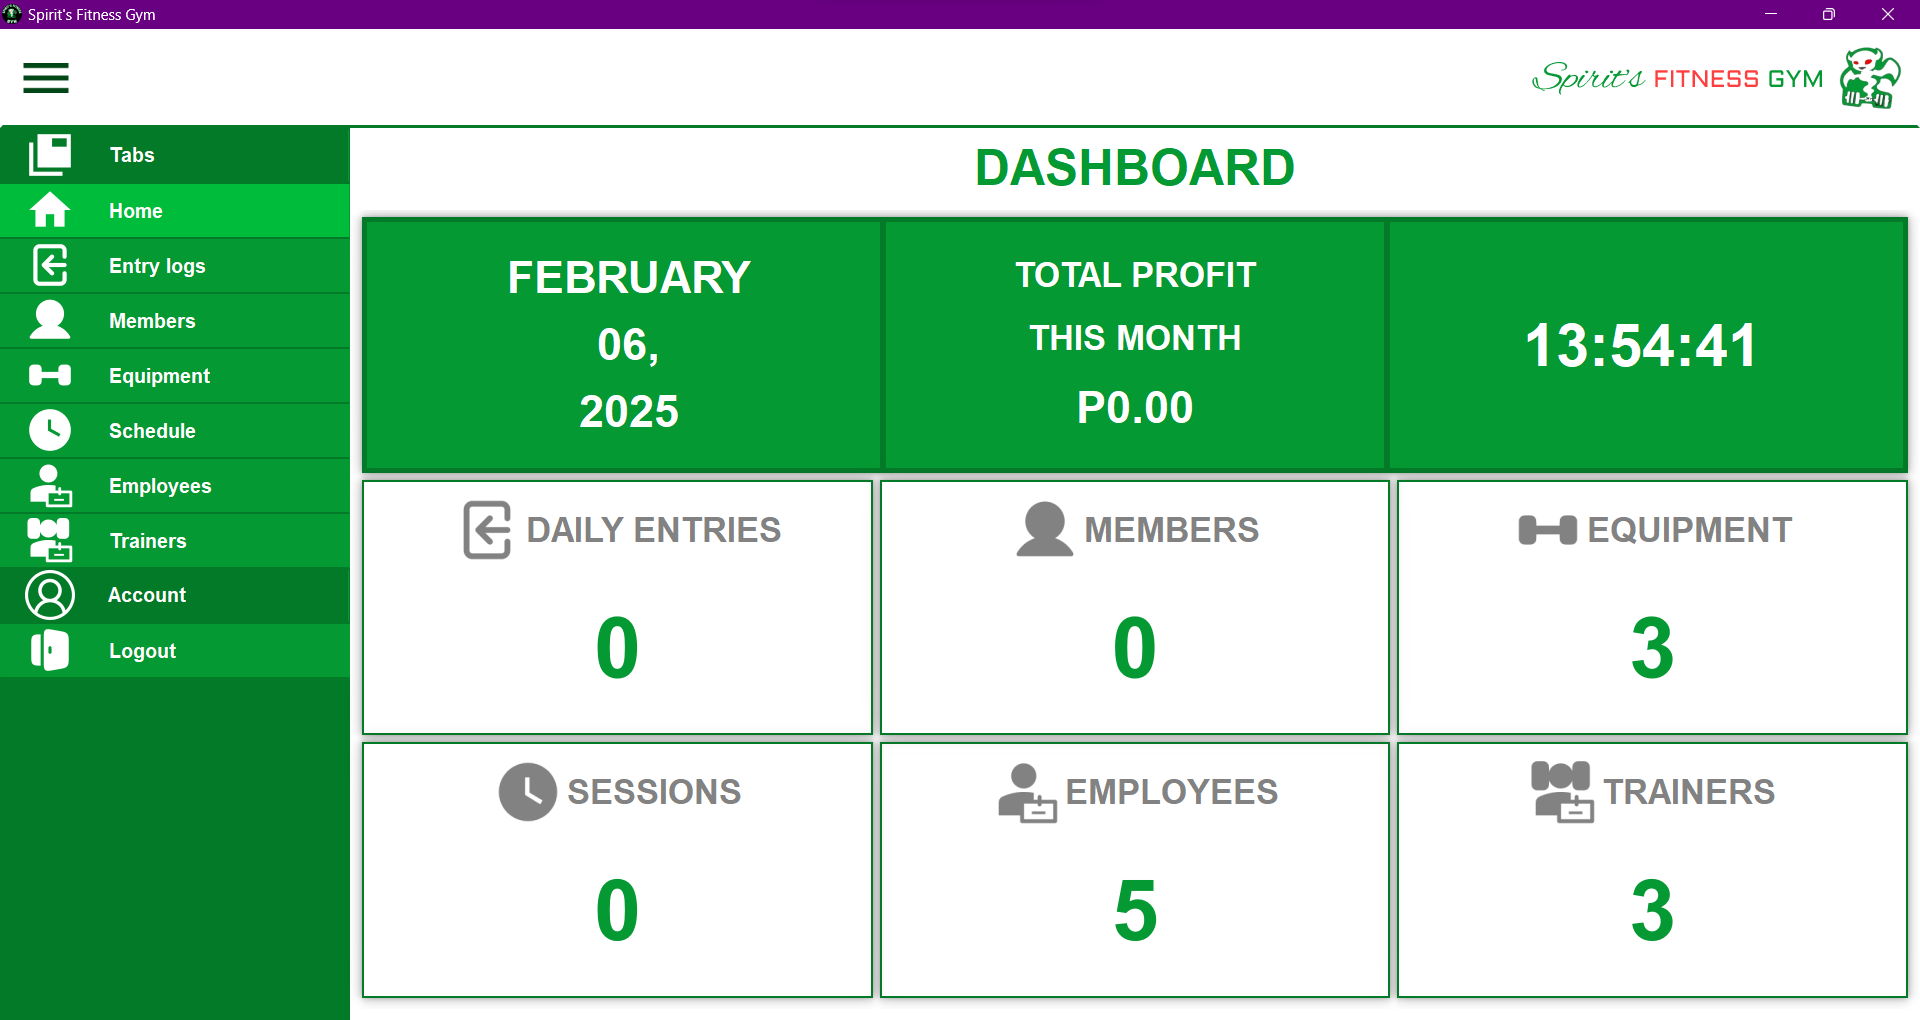 Spirit's Fitness Gym
Spirit's FITNESS GYM
Tabs
Home
Entry logs
Members
Equipment
Schedule
Employees
Trainers
Account
Logout
DASHBOARD
FEBRUARY
06,
2025
TOTAL PROFIT
THIS MONTH
P0.00
13:54:41
DAILY ENTRIES
0
MEMBERS
0
EQUIPMENT
3
SESSIONS
0
EMPLOYEES
5
TRAINERS
3